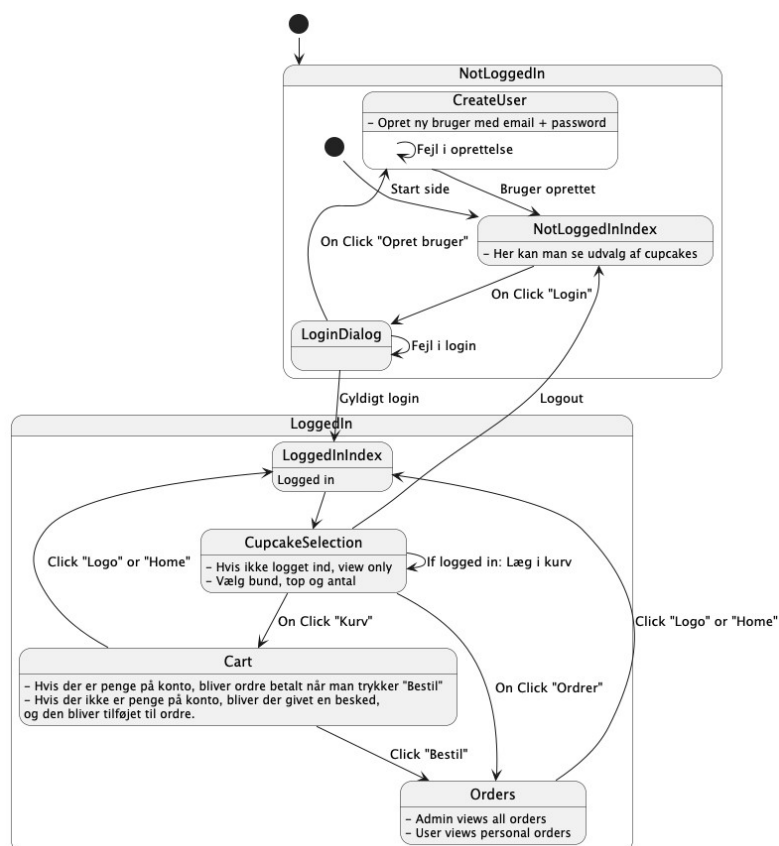 NotLoggedIn
CreateUser
- Opret ny bruger med email + password
Fejl i oprettelse
Start side
Bruger oprettet
On Click "Opret bruger"
NotLoggedInIndex
- Her kan man se udvalg af cupcakes
On Click "Login"
LoginDialog
Fejl i login
Gyldigt login
Logout
LoggedIn
LoggedInIndex
Logged in
CupcakeSelection
- Hvis ikke logget ind, view only
- Vælg bund, top og antal
If logged in: Læg i kurv
Click "Logo" or "Home"
On Click "Kurv"
Click "Logo" or "Home"
Cart
- Hvis der er penge på konto, bliver ordre betalt når man trykker "Bestil"
- Hvis der ikke er penge på konto, bliver der givet en besked,
og den bliver tilføjet til ordre.
On Click "Ordrer"
Click "Bestil"
Orders
- Admin views all orders
- User views personal orders